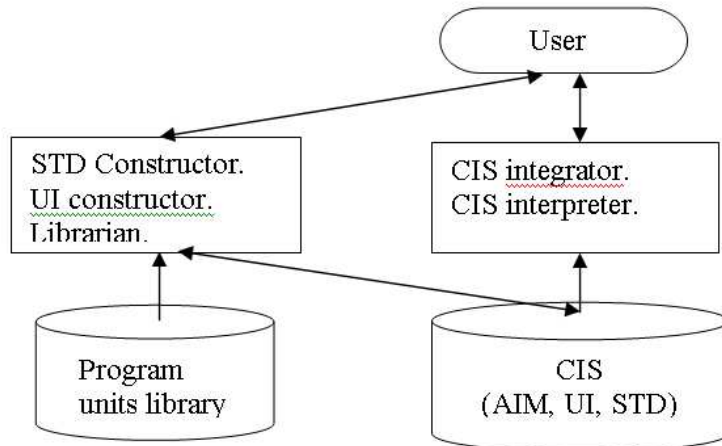 User
STD Constructor.
UI constructor.
Librarian.
CIS integrator.
CIS interpreter.
Program
units library
CIS
(AIM, UI, STD)